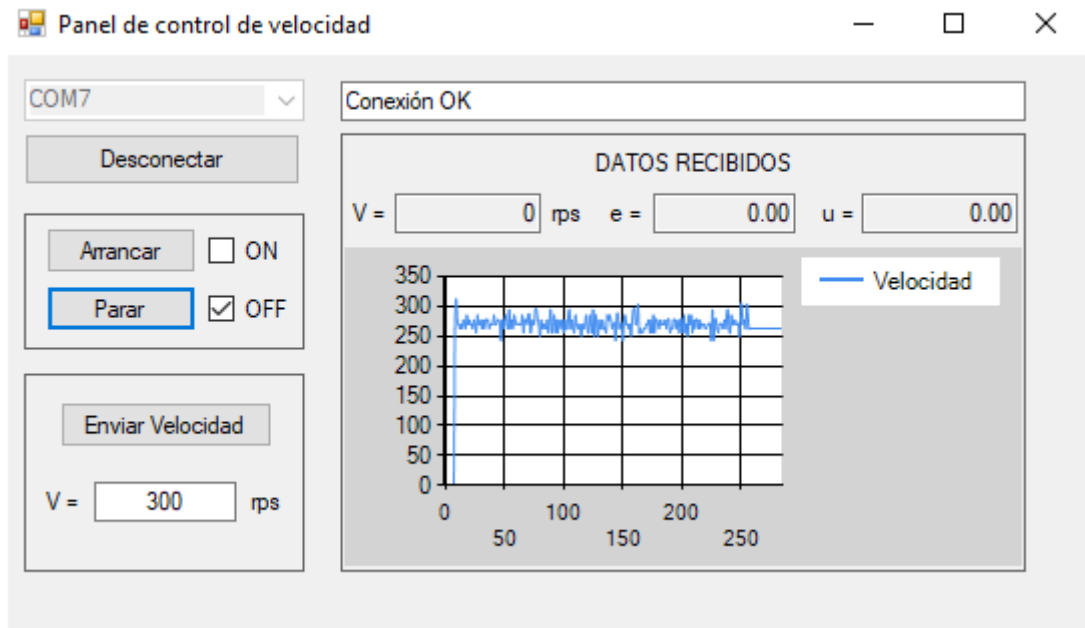 Panel de control de velocidad
COM7
Conexión OK
Desconectar
DATOS RECIBIDOS
V = 0 rps e = 0.00 u = 0.00
Arrancar ON
Parar OFF
Velocidad
350
300
250
200
150
100
50
0
0 100 200
50 150 250
Enviar Velocidad
V = 300 rps